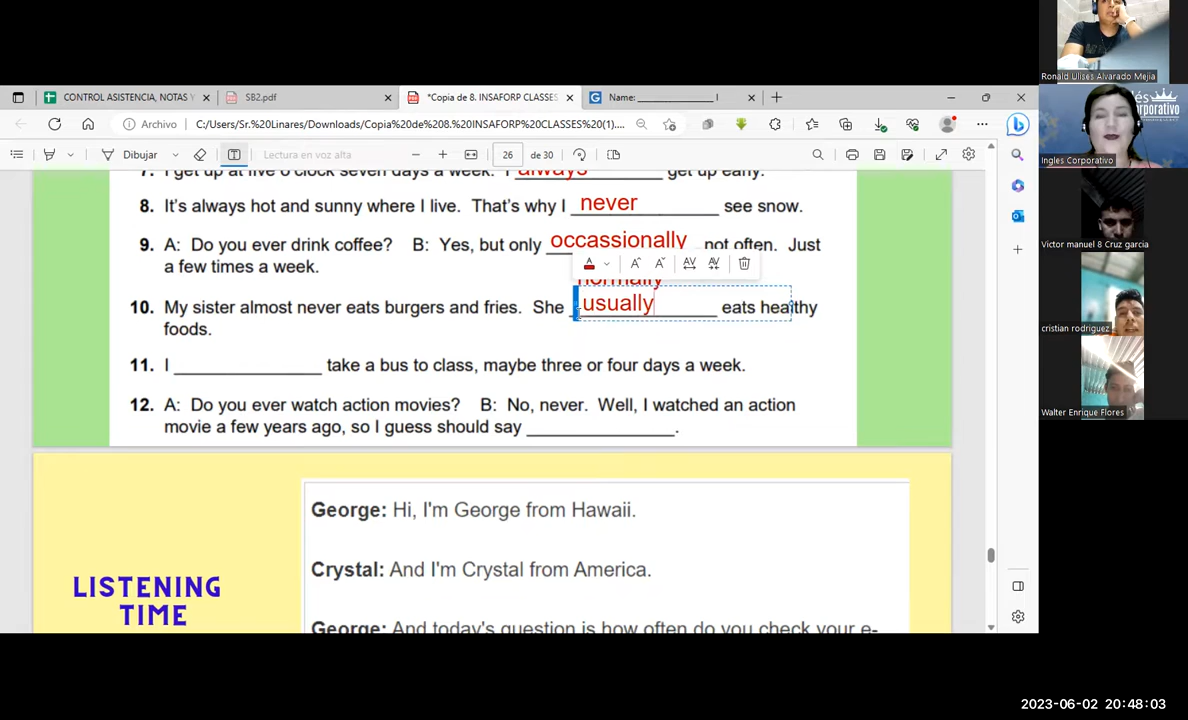 Ronald Ulises Alvarado Mejia
CONTROL ASISTENCIA, NOTAS Y
SB2.pdf
*Copia de 8. INSAFORP CLASSES
Name: ______________ I
Archivo
C:/Users/Sr.%20Linares/Downloads/Copia%20de%208.%20INSAFORP%20CLASSES%20(1)....
Dibujar
Lectura en voz alta
26
de 30
Ingles Corporativo
Victor manuel 8 Cruz garcia
cristian rodriguez
Walter Enrique Flores
7. I get up at five o'clock seven days a week. I always get up early.
8. It's always hot and sunny where I live. That's why I never see snow.
9. A: Do you ever drink coffee? B: Yes, but only occassionally not often. Just
a few times a week.
normally
10. My sister almost never eats burgers and fries. She usually eats healthy
foods.
11. I ______________ take a bus to class, maybe three or four days a week.
12. A: Do you ever watch action movies? B: No, never. Well, I watched an action
movie a few years ago, so I guess should say ______________.
LISTENING
TIME
George: Hi, I'm George from Hawaii.
Crystal: And I'm Crystal from America.
George: And today's question is how often do you check your e-
2023-06-02 20:48:03